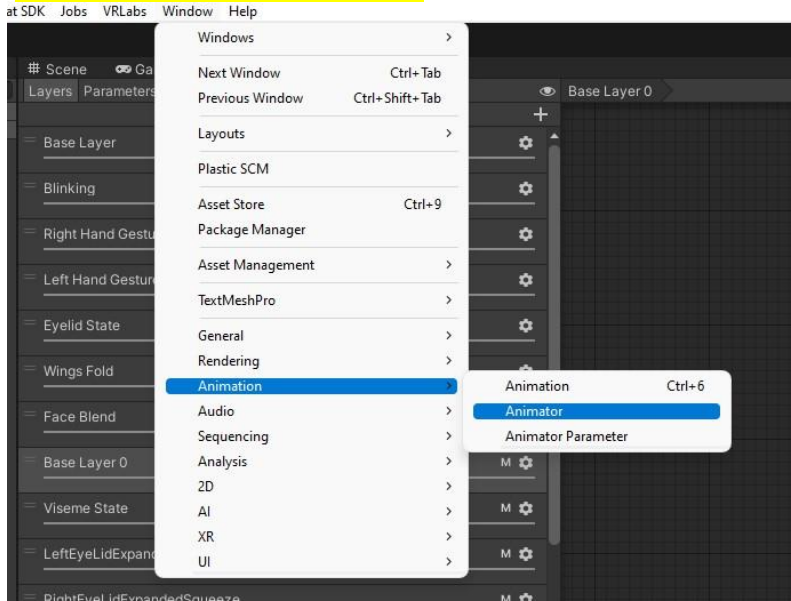 at SDK Jobs VRLabs Window Help
Windows
# Scene Ga
Next Window Ctrl+Tab
Layers Parameters
Base Layer 0
Previous Window Ctrl+Shift+Tab
Base Layer
Layouts
Plastic SCM
Blinking
Asset Store Ctrl+9
Package Manager
Right Hand Gestu
Asset Management
Left Hand Gesture
TextMeshPro
Eyelid State
General
Rendering
Wings Fold
Animation
Animation Ctrl+6
Audio
Animator
Face Blend
Sequencing
Animator Parameter
Base Layer 0
Analysis
M
2D
Viseme State
AI
M
XR
LeftEyeLidExpand
UI
M
RightEyeLidExpandedSqueeze
M